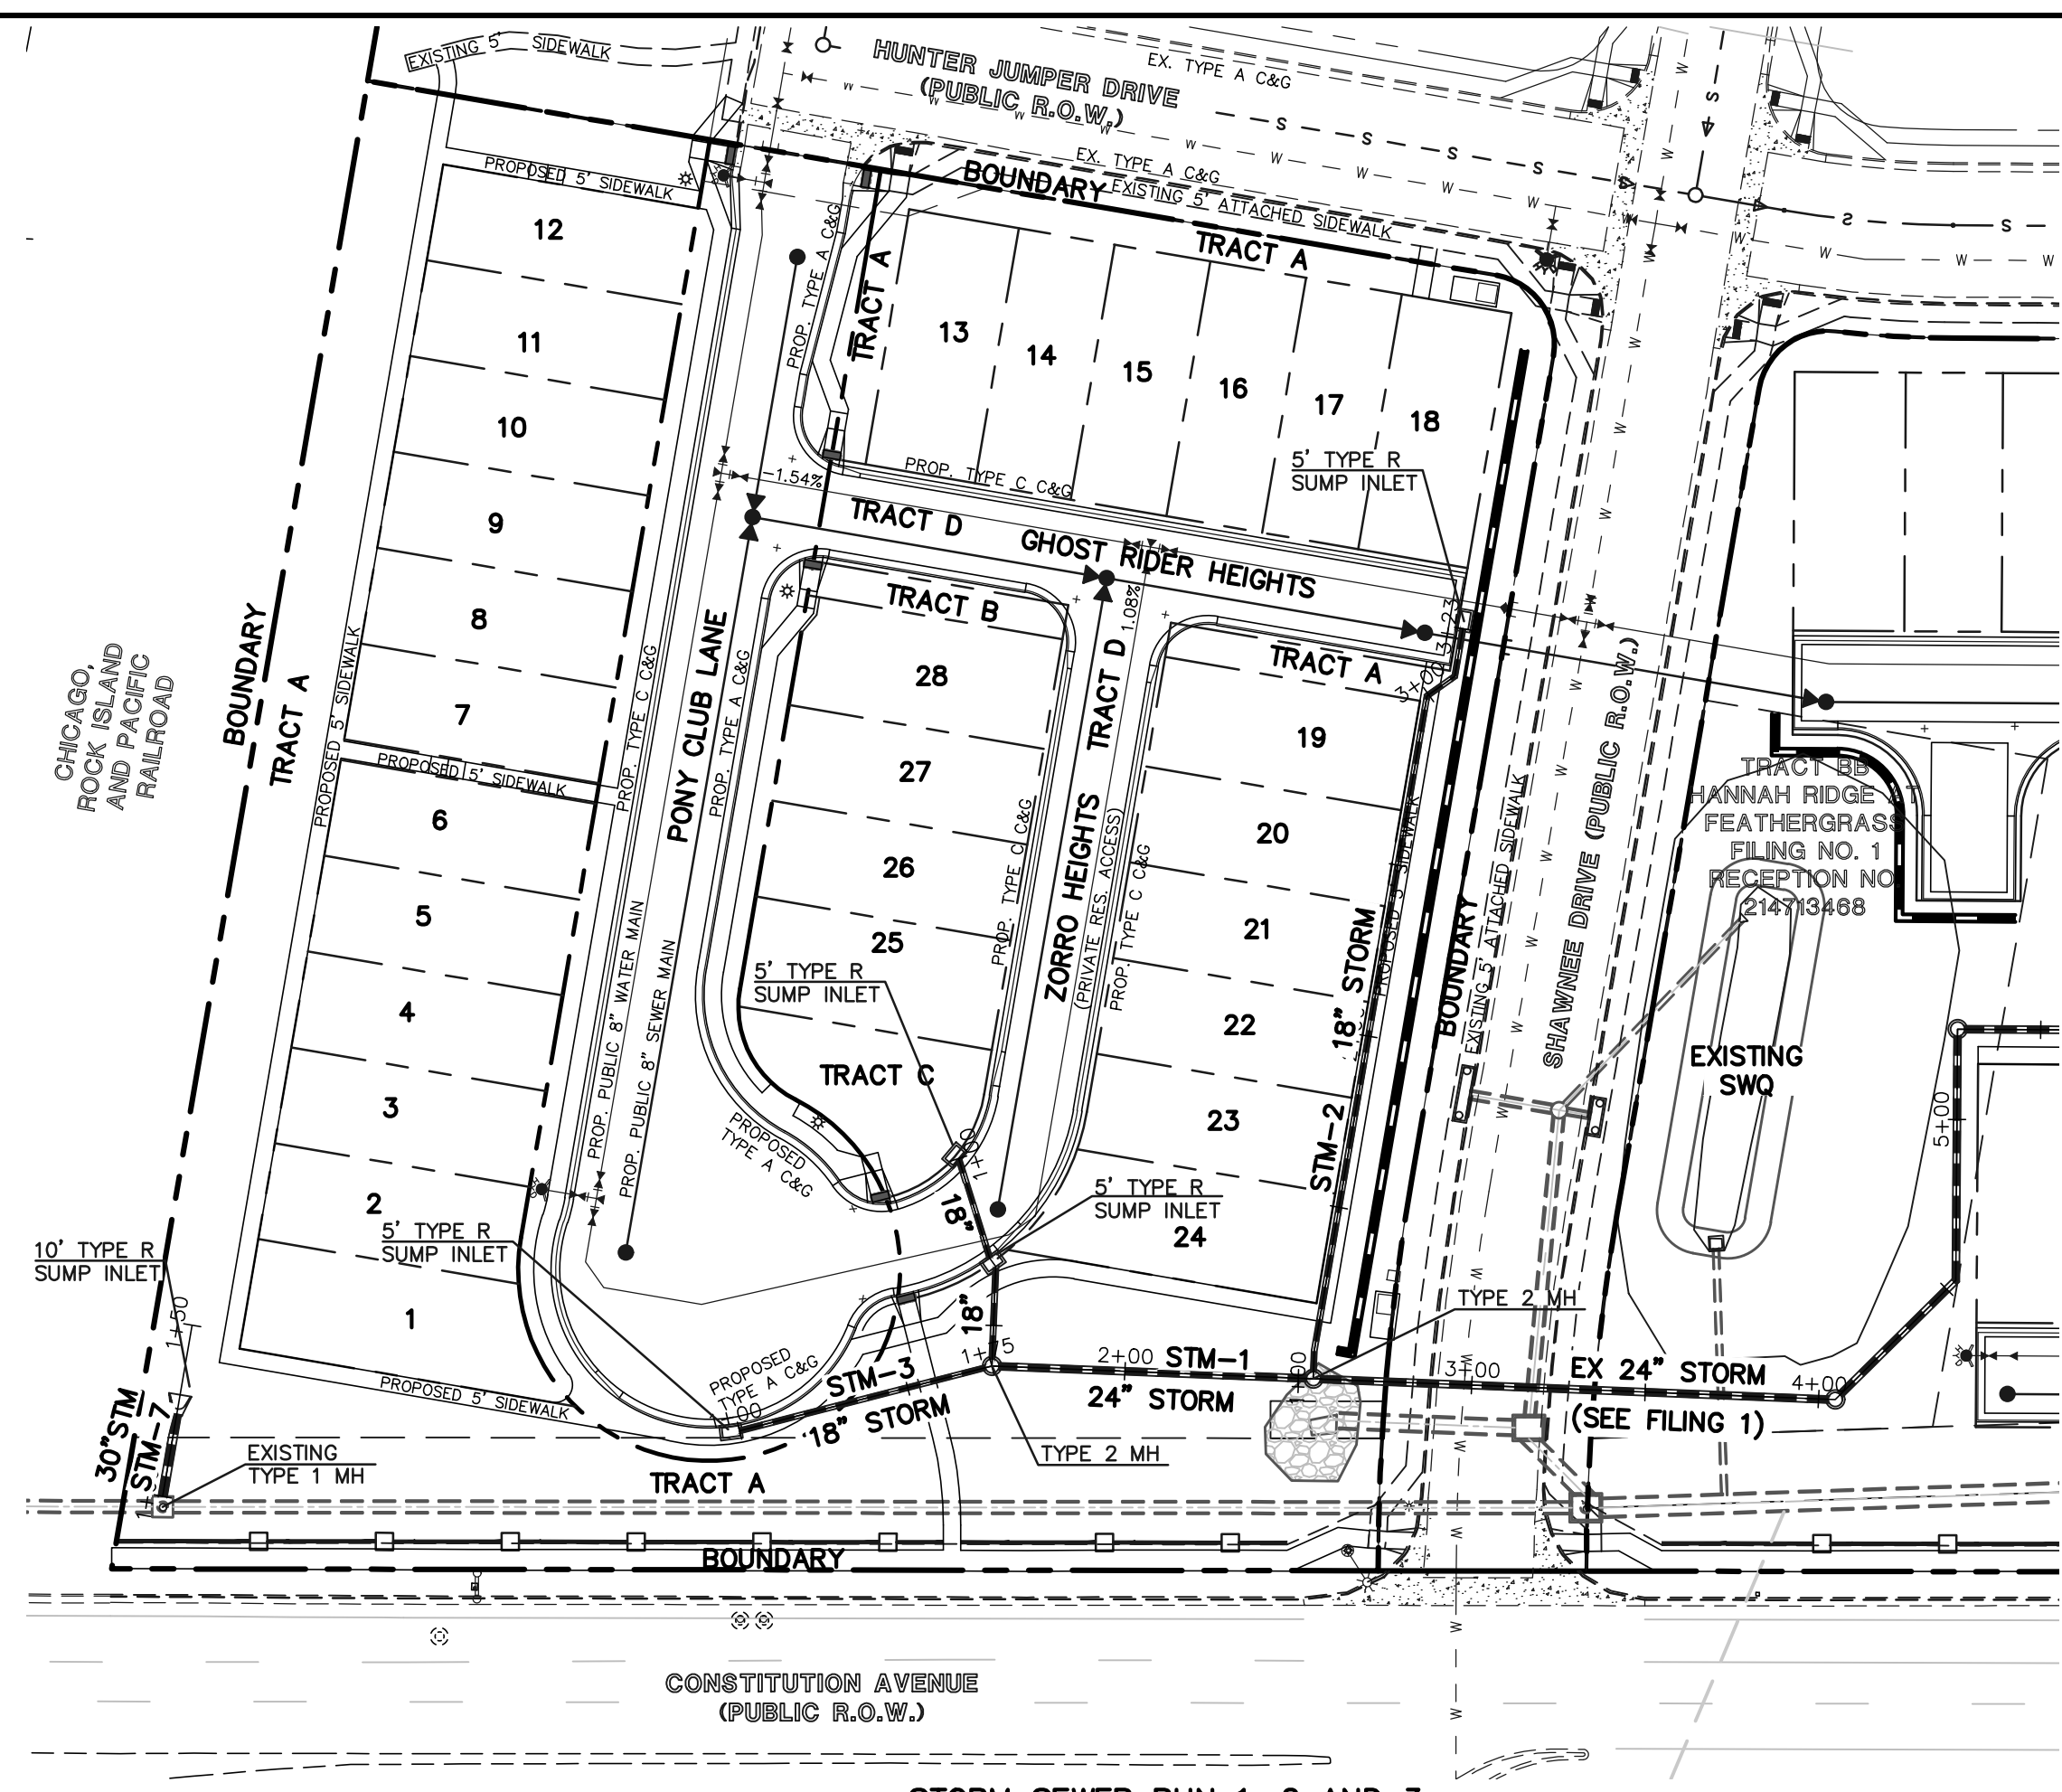 EXISTING 5' SIDEWALK
HUNTER JUMPER DRIVE
(PUBLIC R.O.W.)
EX. TYPE A C&G
EX. TYPE A C&G
BOUNDARY
EXISTING 5' ATTACHED SIDEWALK
TRACT A
PROPOSED 5' SIDEWALK
PROP. TYPE A C&G
TRACT A
12
11
10
9
8
7
6
5
4
3
2
1
13
14
15
16
17
18
5' TYPE R
SUMP INLET
PROP. TYPE C C&G
-1.54%
TRACT D
GHOST RIDER HEIGHTS
TRACT B
1.08%
TRACT D
TRACT A
3+00
3+23
28
27
26
25
19
20
21
22
23
24
CHICAGO,
ROCK ISLAND
AND PACIFIC
RAILROAD
BOUNDARY
TRACT A
PROPOSED 5' SIDEWALK
PROPOSED 5' SIDEWALK
PROP. TYPE C C&G
PONY CLUB LANE
PROP. TYPE A C&G
PROP. PUBLIC 8" WATER MAIN
PROP. PUBLIC 8" SEWER MAIN
5' TYPE R
SUMP INLET
PROP. TYPE C C&G
ZORRO HEIGHTS
(PRIVATE RES. ACCESS)
PROP. TYPE C C&G
18" STORM
STM-2
PROPOSED 5' SIDEWALK
BOUNDARY
EXISTING 5' ATTACHED SIDEWALK
SHAWNEE DRIVE (PUBLIC R.O.W.)
TRACT BB
HANNAH RIDGE AT
FEATHERGRASS
FILING NO. 1
RECEPTION NO.
214713468
EXISTING
SWQ
5+00
TRACT C
PROPOSED
TYPE A C&G
18"
5' TYPE R
SUMP INLET
5' TYPE R
SUMP INLET
10' TYPE R
SUMP INLET
1+50
18"
TYPE 2 MH
PROPOSED
TYPE A C&G
STM-3
18" STORM
2+00
STM-1
24" STORM
3+00
EX 24" STORM
4+00
(SEE FILING 1)
PROPOSED 5' SIDEWALK
30"STM
STM-7
EXISTING
TYPE 1 MH
TYPE 2 MH
TRACT A
BOUNDARY
CONSTITUTION AVENUE
(PUBLIC R.O.W.)